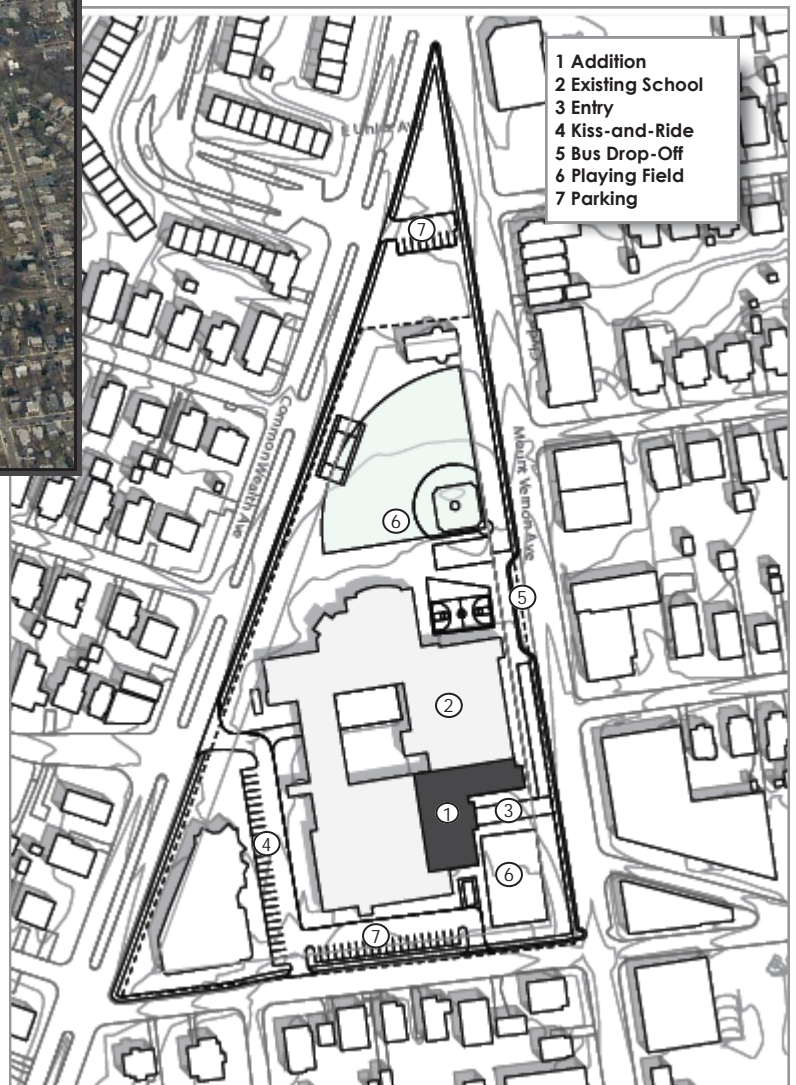 1 Addition
2 Existing School
3 Entry
4 Kiss-and-Ride
5 Bus Drop-Off
6 Playing Field
7 Parking
E Uhler Av
7
CommonWealth Ave
Mount Vernon Ave
6
5
2
1
3
4
6
7